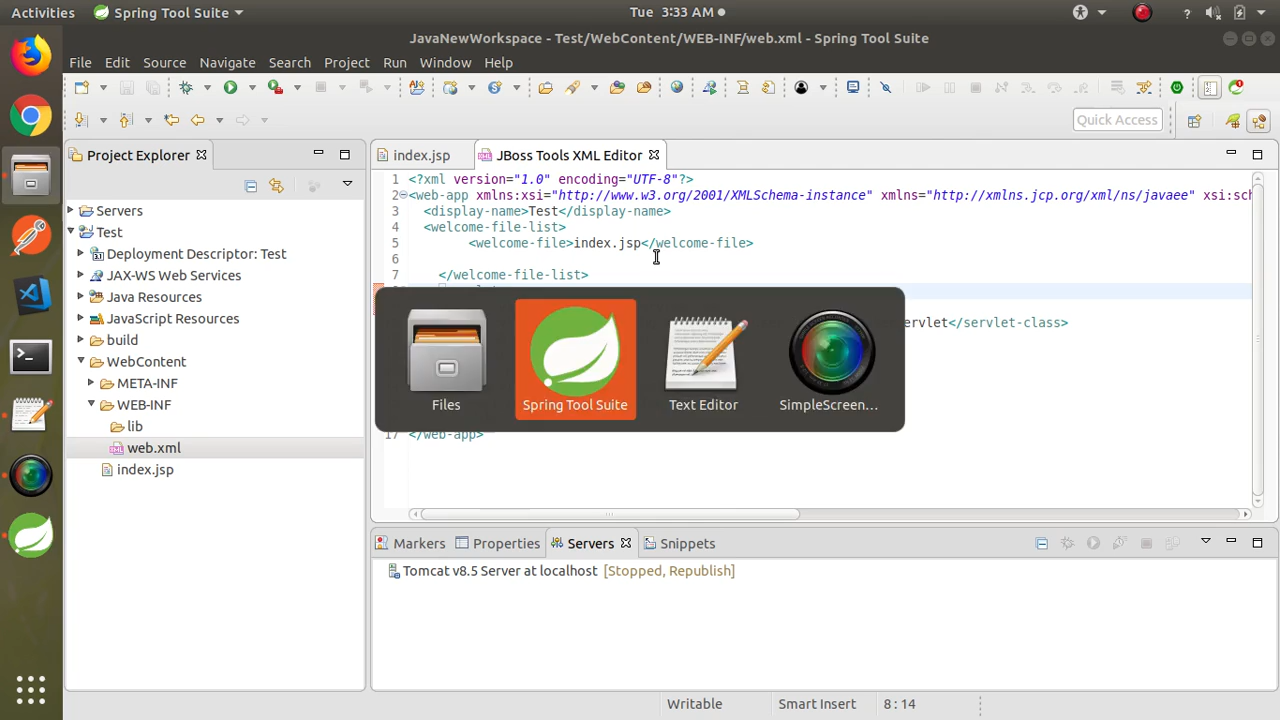 Activities
Spring Tool Suite
Tue 3:33 AM
JavaNewWorkspace - Test/WebContent/WEB-INF/web.xml - Spring Tool Suite
File Edit Source Navigate Search Project Run Window Help
Quick Access
Project Explorer
Servers
Test
Deployment Descriptor: Test
JAX-WS Web Services
Java Resources
JavaScript Resources
build
WebContent
META-INF
WEB-INF
lib
web.xml
index.jsp
index.jsp
JBoss Tools XML Editor
1 <?xml version="1.0" encoding="UTF-8"?>
2 <web-app xmlns:xsi="http://www.w3.org/2001/XMLSchema-instance" xmlns="http://xmlns.jcp.org/xml/ns/javaee" xsi:sch
3 <display-name>Test</display-name>
4 <welcome-file-list>
5 <welcome-file>index.jsp</welcome-file>
6
7 </welcome-file-list>
ervlet</servlet-class>
Files
Spring Tool Suite
Text Editor
SimpleScreen...
17 </web-app>
Markers
Properties
Servers
Snippets
Tomcat v8.5 Server at localhost [Stopped, Republish]
Writable
Smart Insert
8 : 14